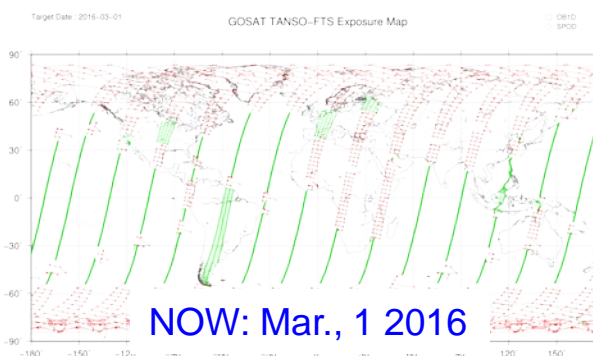 Target Date : 2016-03-01
GOSAT TANSO-FTS Exposure Map
OB1D
SPOD
90
60
30
0
-30
-60
-90
NOW: Mar., 1 2016
-180
-150
120
150